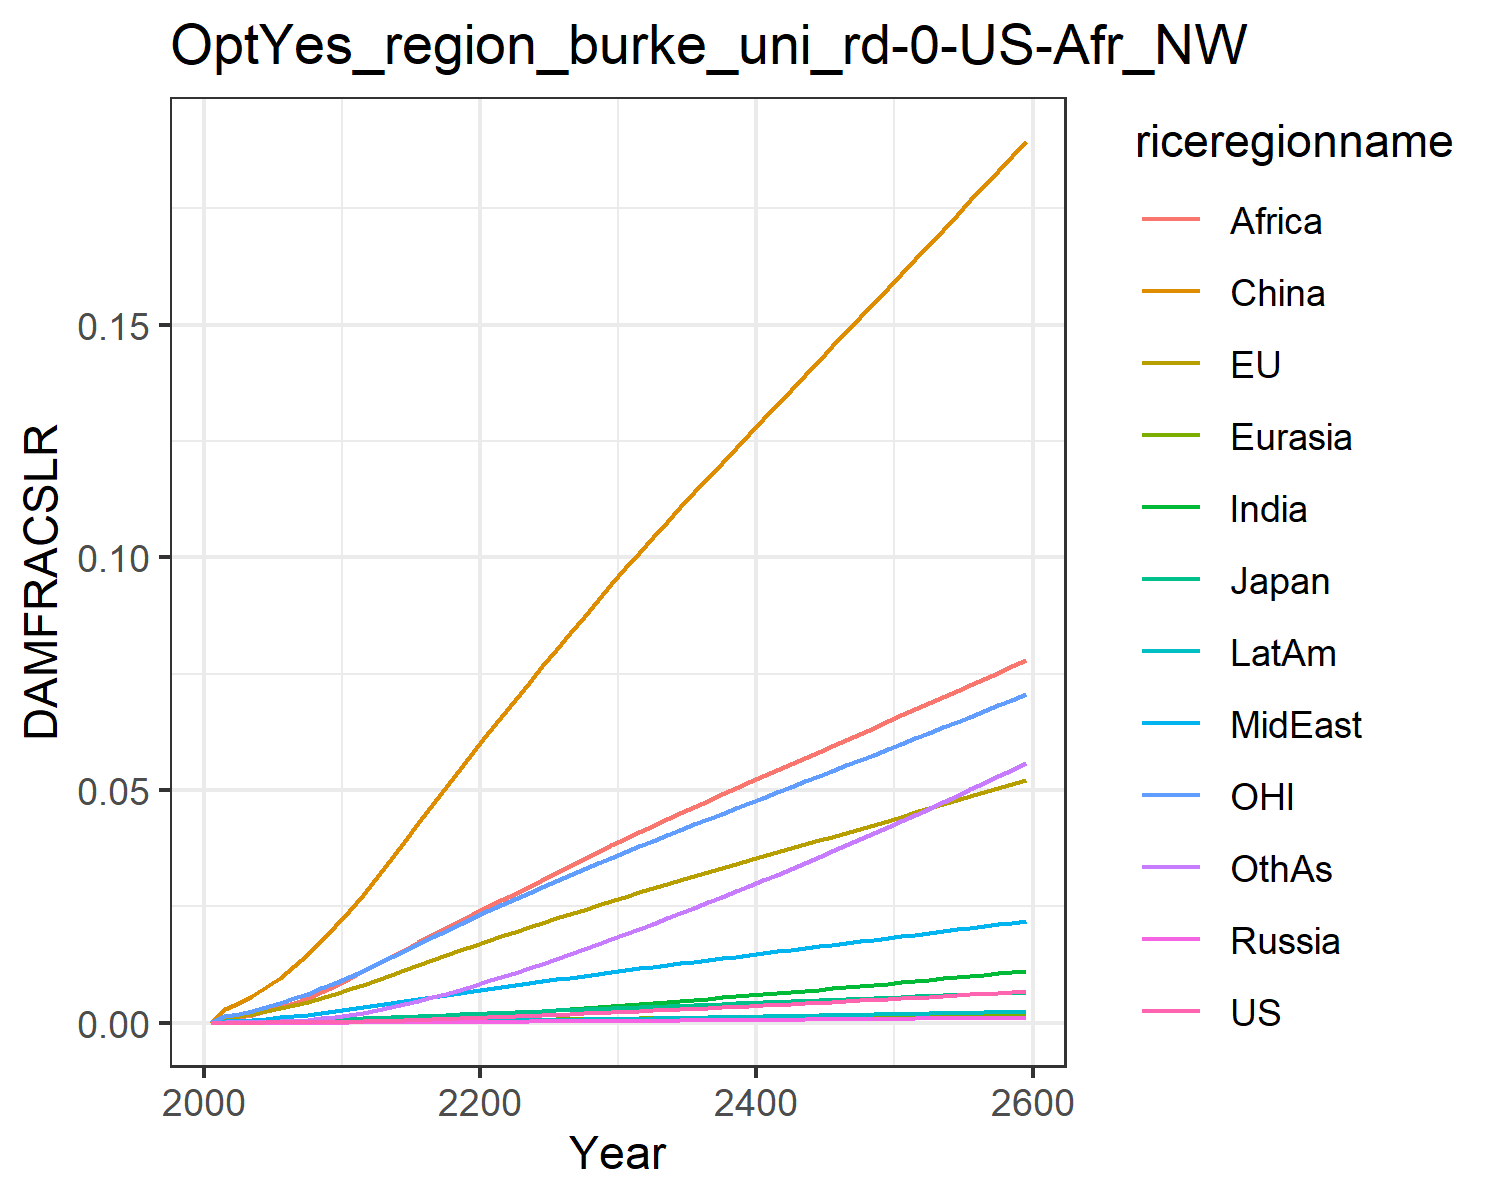 OptYes_region_burke_uni_rd-0-US-Afr_NW
DAMFRACSLR
0.15
0.10
0.05
0.00
2000 2200 2400 2600
Year
riceregionname
Africa
China
EU
Eurasia
India
Japan
LatAm
MidEast
OHI
OthAs
Russia
US